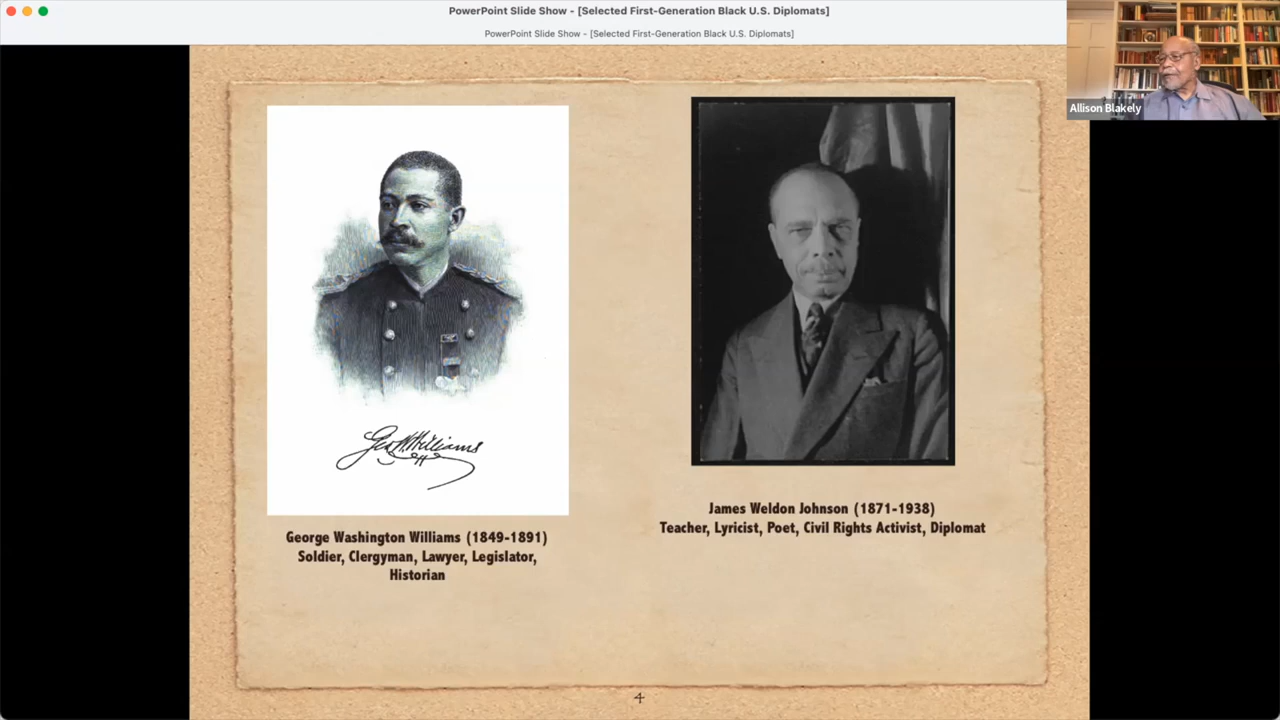 PowerPoint Slide Show - [Selected First-Generation Black U.S. Diplomats]
PowerPoint Slide Show - [Selected First-Generation Black U.S. Diplomats]
Allison Blakely
Geo. W. Williams
George Washington Williams (1849-1891)
Soldier, Clergyman, Lawyer, Legislator,
Historian
James Weldon Johnson (1871-1938)
Teacher, Lyricist, Poet, Civil Rights Activist, Diplomat
4